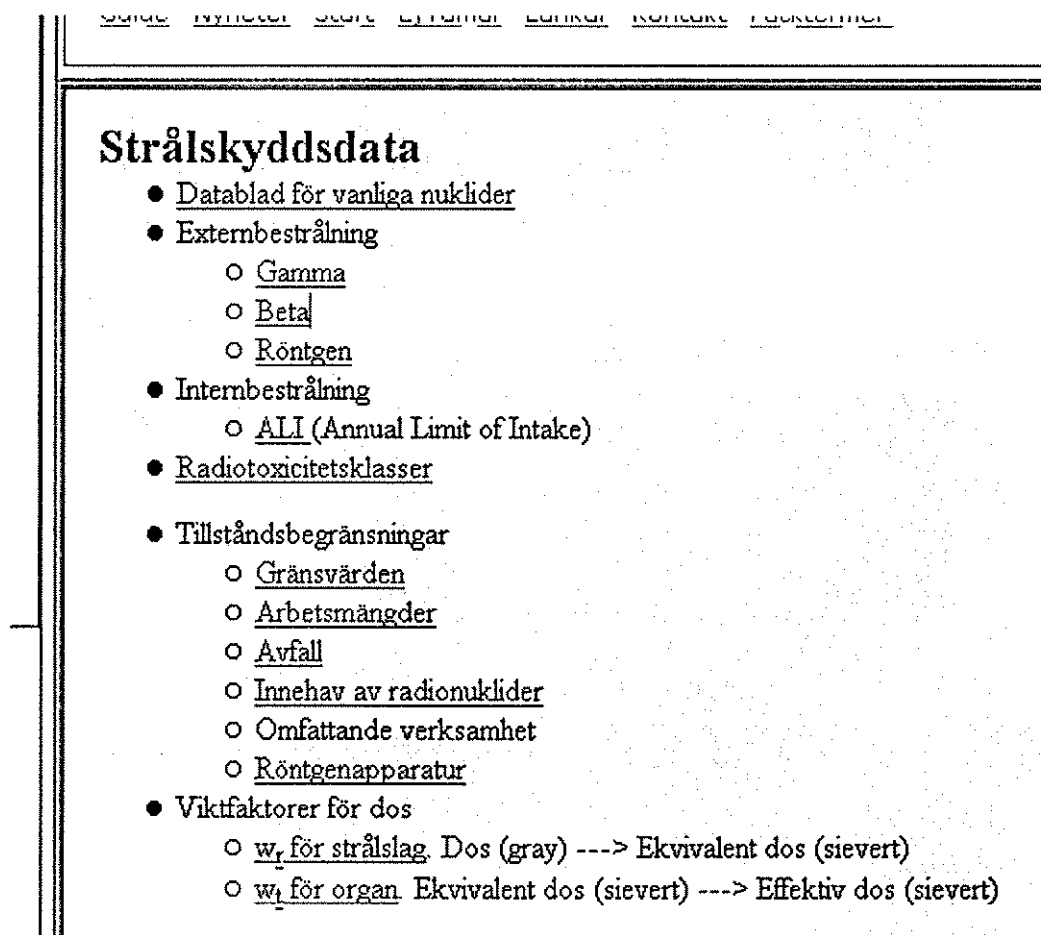 Strålskyddsdata
Datablad för vanliga nuklider
Externbestrålning
Gamma
Beta
Röntgen
Internbestrålning
ALI (Annual Limit of Intake)
Radiotoxicitetsklasser
Tillståndsbegränsningar
Gränsvärden
Arbetsmängder
Avfall
Innehav av radionuklider
Omfattande verksamhet
Röntgenapparatur
Viktfaktorer för dos
w_r för strålslag. Dos (gray) ---> Ekvivalent dos (sievert)
w_t för organ. Ekvivalent dos (sievert) ---> Effektiv dos (sievert)